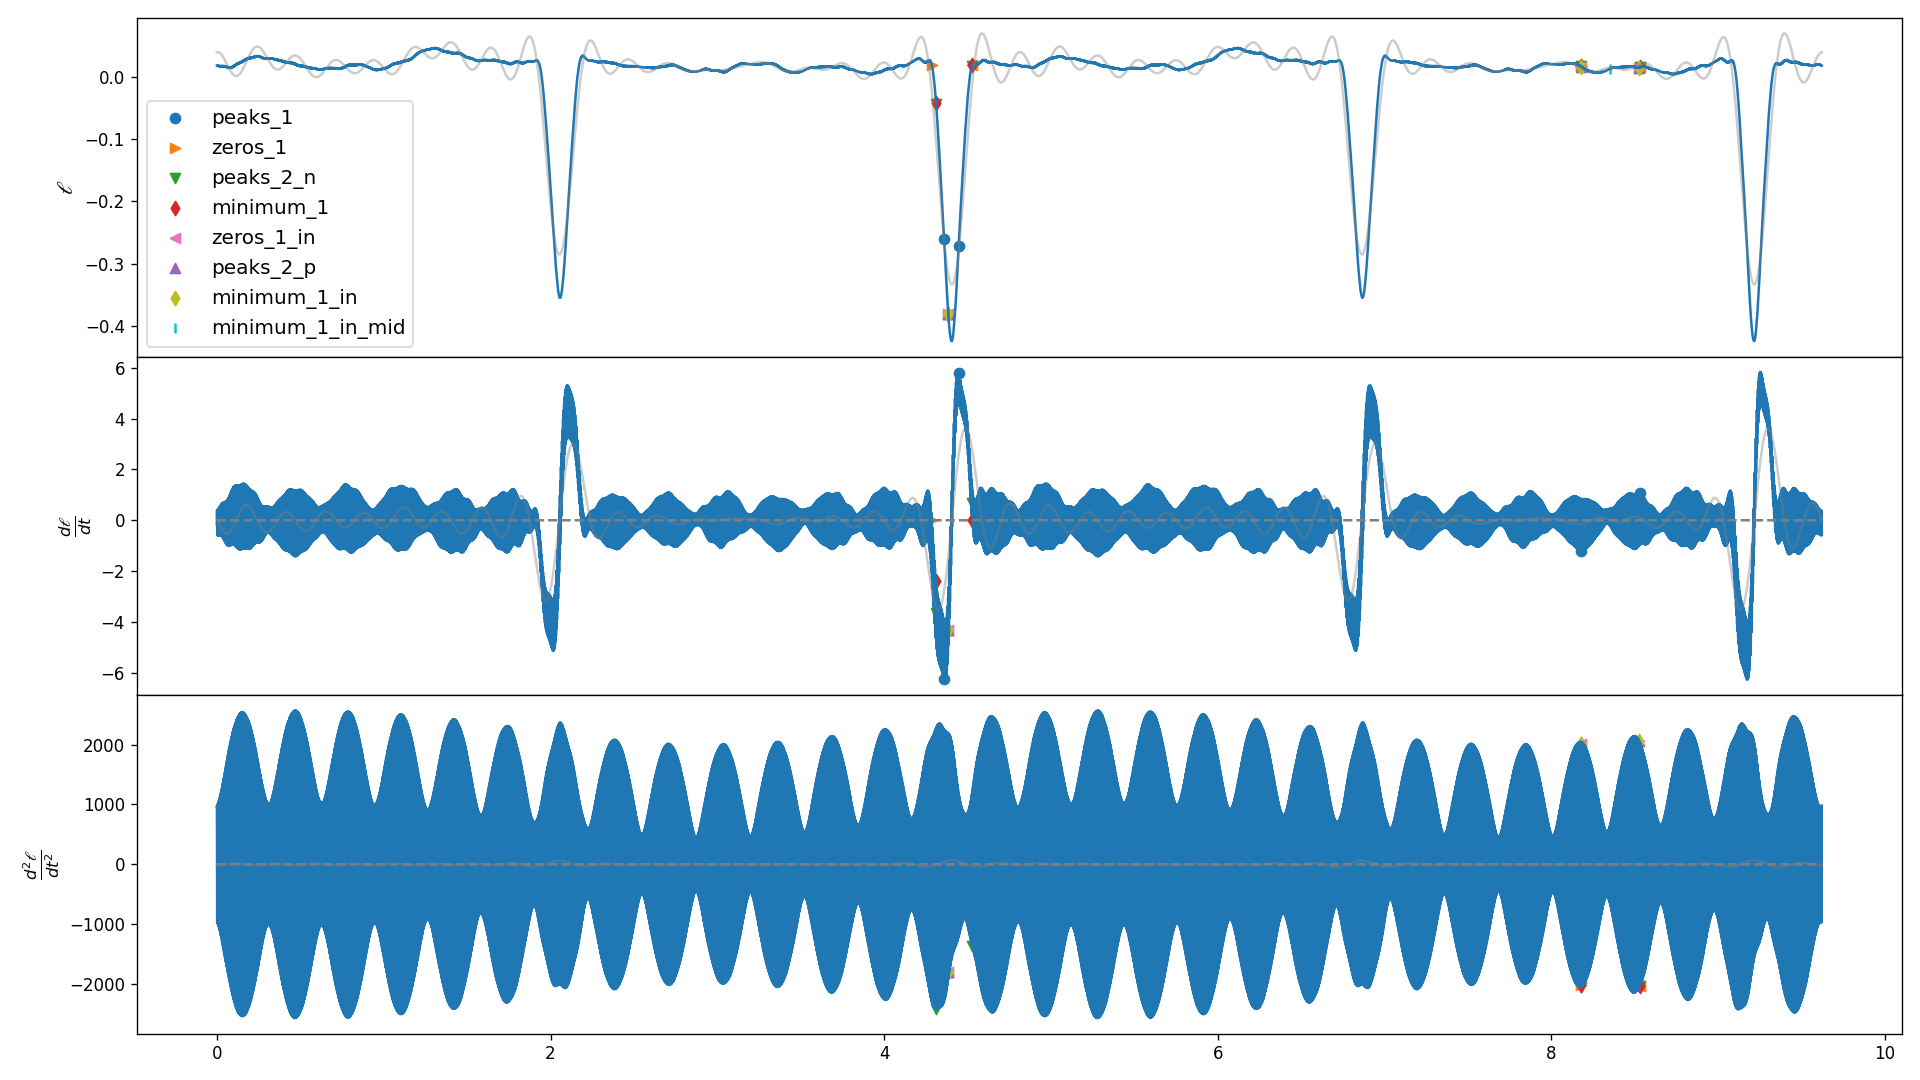 0.0
−0.1
−0.2
−0.3
−0.4
ℓ
peaks_1
zeros_1
peaks_2_n
minimum_1
zeros_1_in
peaks_2_p
minimum_1_in
minimum_1_in_mid
6
4
2
0
−2
−4
−6
dℓ
dt
2000
1000
0
−1000
−2000
d²ℓ
dt²
0 2 4 6 8 10